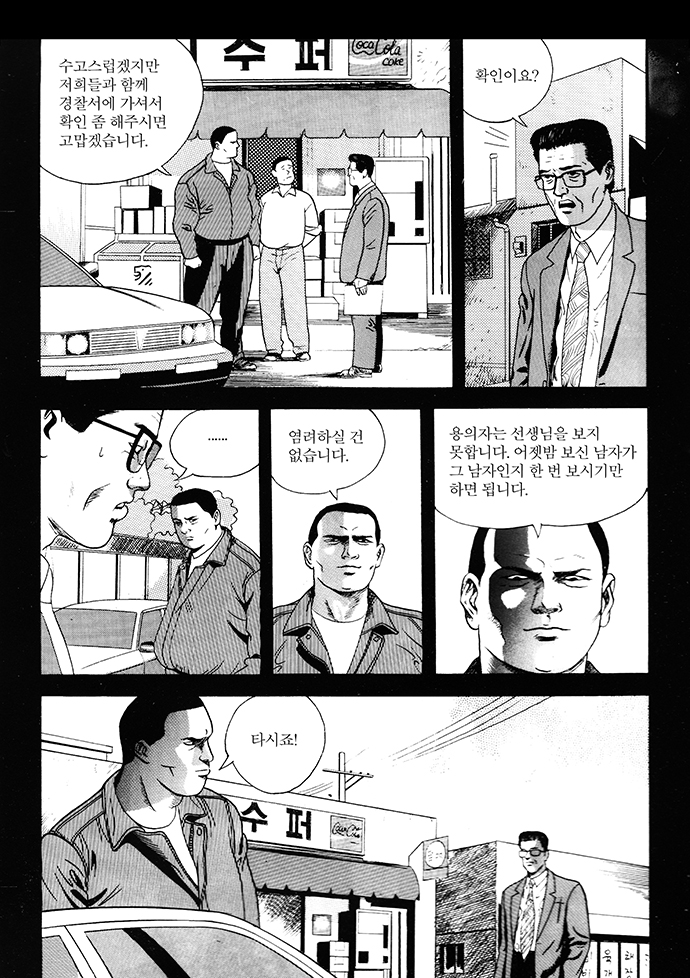 수퍼
Coca-Cola
coke
수고스럽겠지만
저희들과 함께
경찰서에 가셔서
확인 좀 해주시면
고맙겠습니다.
확인이요?
......
염려하실 건
없습니다.
용의자는 선생님을 보지
못합니다. 어젯밤 보신 남자가
그 남자인지 한 번 보시기만
하면 됩니다.
타시죠!
수퍼